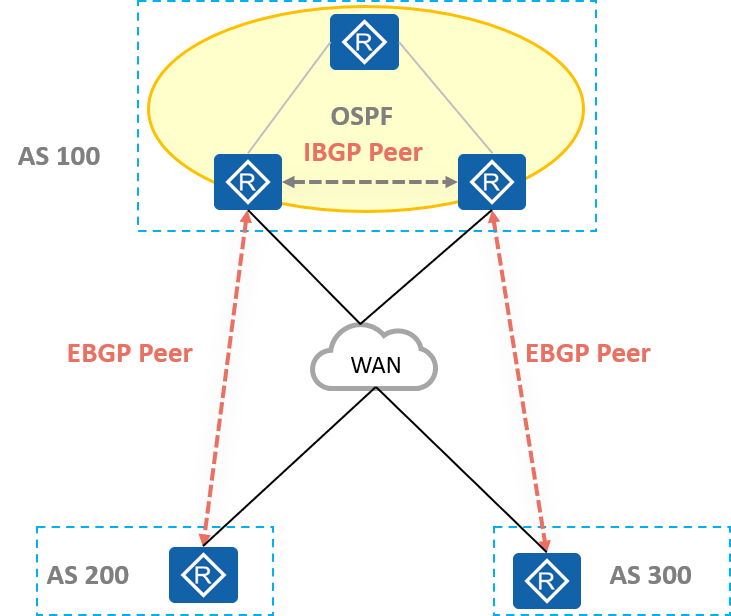 R
OSPF
IBGP Peer
AS 100
R
R
EBGP Peer
EBGP Peer
WAN
AS 200
R
R
AS 300